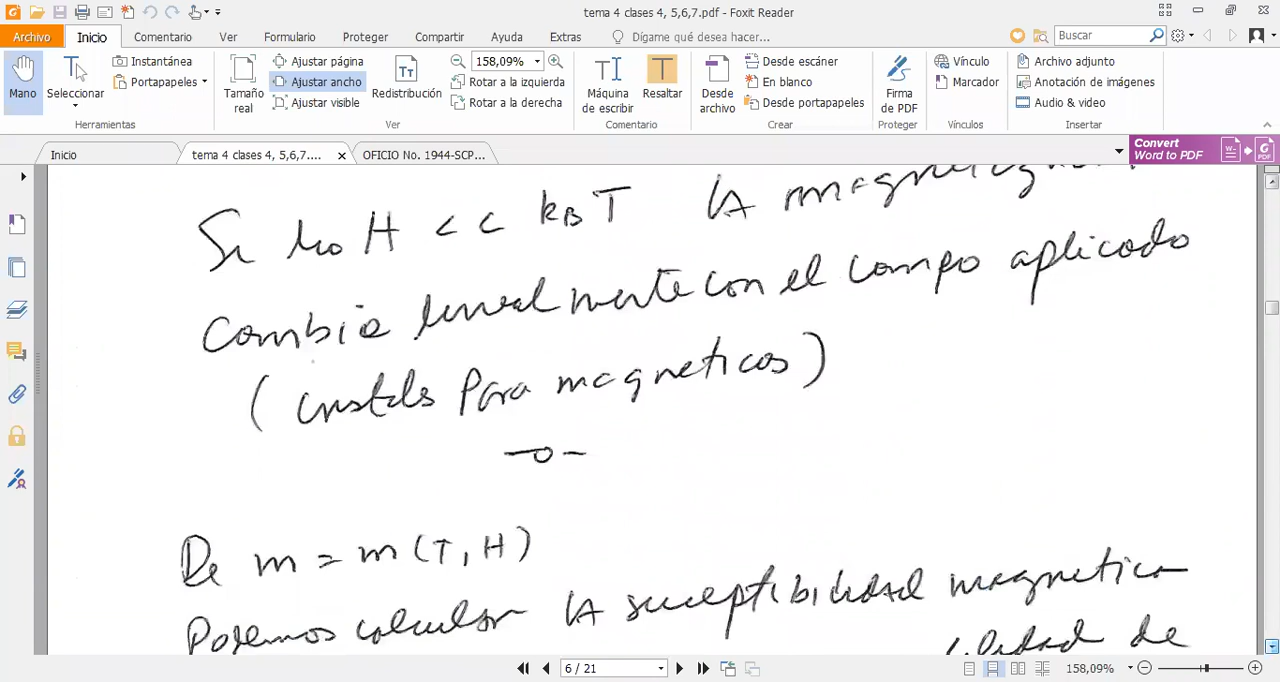 tema 4 clases 4, 5,6,7.pdf - Foxit Reader
Archivo Inicio Comentario Ver Formulario Proteger Compartir Ayuda Extras Dígame qué desea hacer... Buscar
Mano Seleccionar Instantánea Portapapeles
Herramientas
Tamaño real Ajustar página Ajustar ancho Ajustar visible Redistribución 158,09% Rotar a la izquierda Rotar a la derecha
Ver
Máquina de escribir Resaltar
Comentario
Desde archivo Desde escáner En blanco Desde portapapeles
Crear
Firma de PDF
Proteger
Vínculo Marcador
Vínculos
Archivo adjunto Anotación de imágenes Audio & video
Insertar
Inicio tema 4 clases 4, 5,6,7.... OFICIO No. 1944-SCP... Convert Word to PDF
Si μ₀ H << k_B T la
Cambia linealmente con el campo aplicado
( cristales Paramagneticos )
-o-
De m = m(T, H)
Podemos calcular la suceptibilidad magnetica
de
6 / 21 158,09%